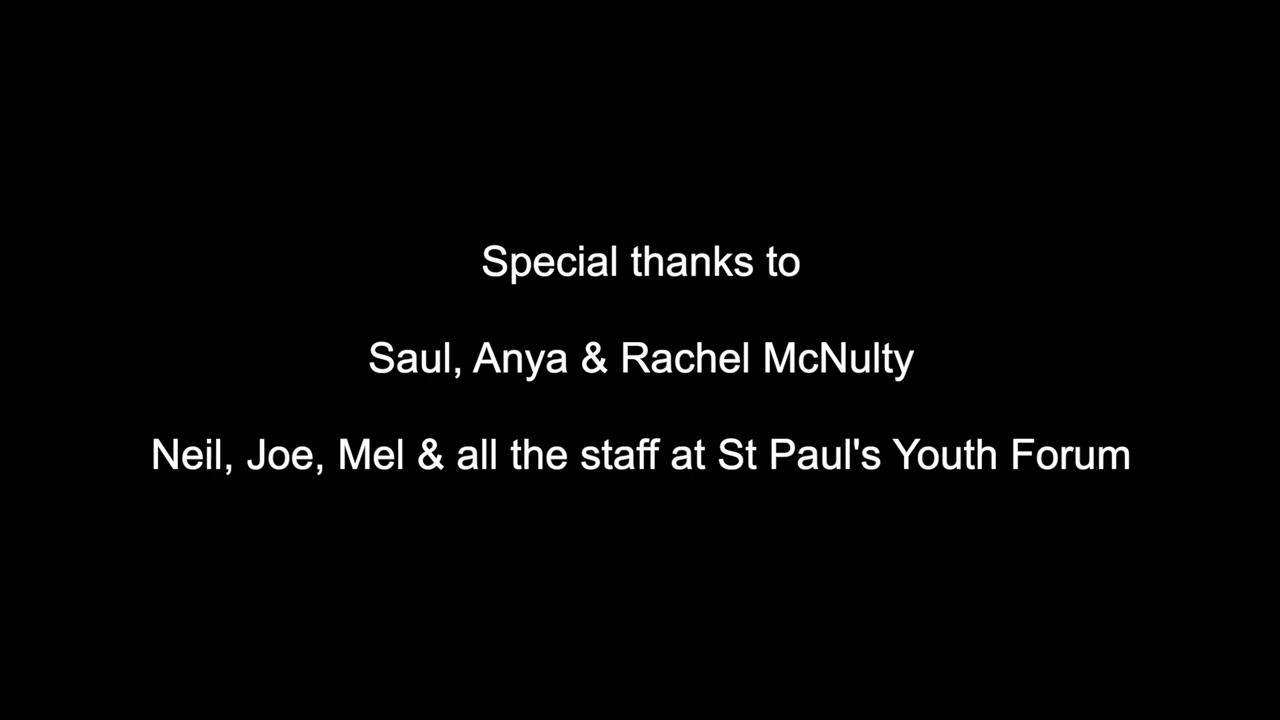 Special thanks to
Saul, Anya & Rachel McNulty
Neil, Joe, Mel & all the staff at St Paul's Youth Forum